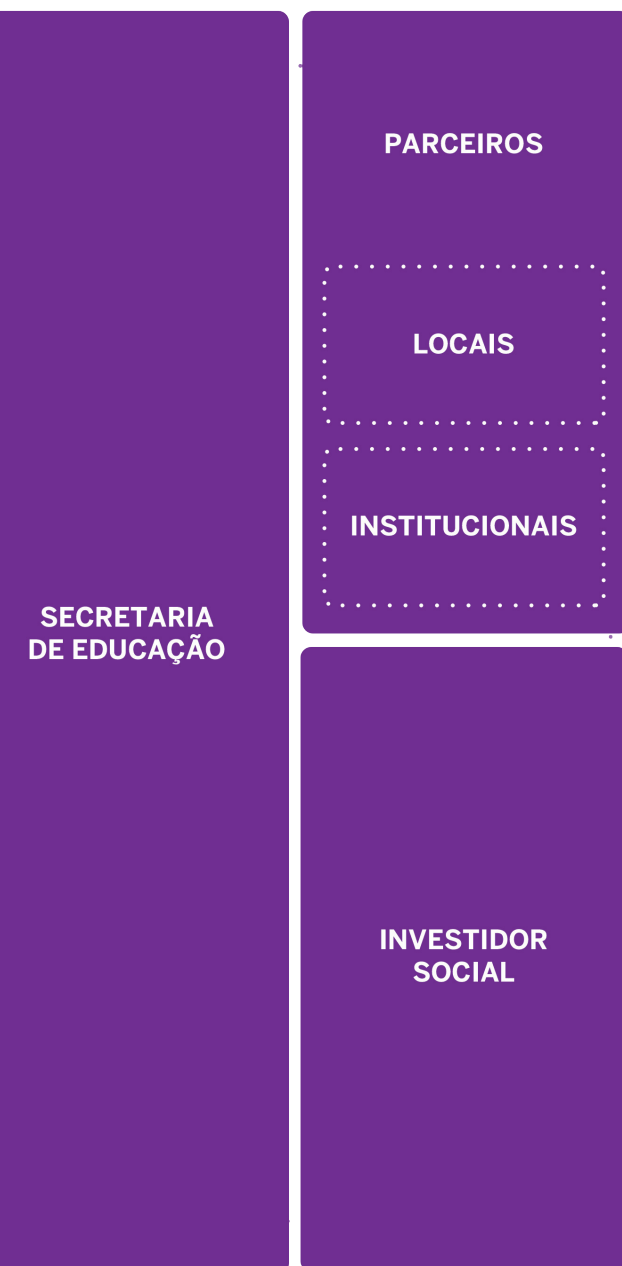 SECRETARIA
DE EDUCAÇÃO
PARCEIROS
LOCAIS
INSTITUCIONAIS
INVESTIDOR
SOCIAL